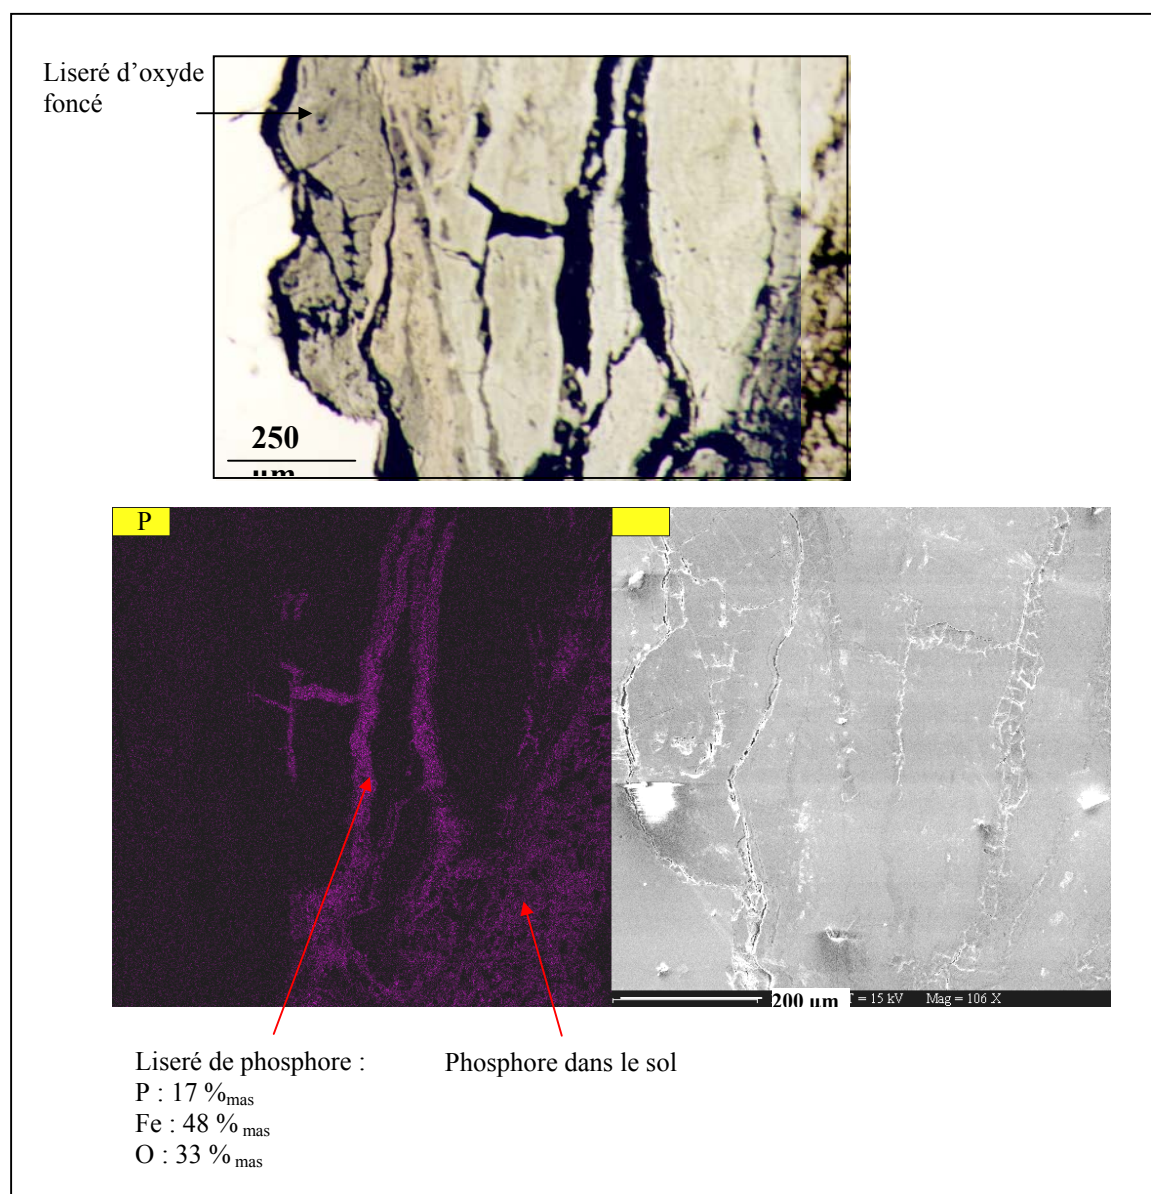 Liseré d'oxyde
foncé
250
µm
P
200 µm = 15 kV Mag = 106 X
Liseré de phosphore :
P : 17 %mas
Fe : 48 % mas
O : 33 % mas
Phosphore dans le sol